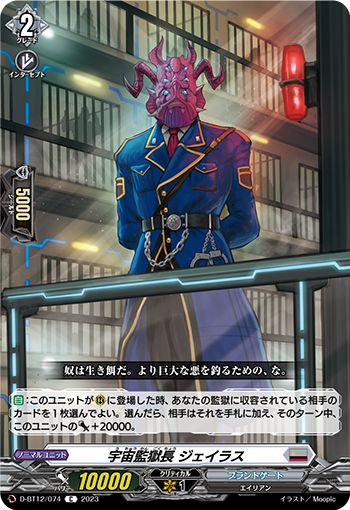 2
グレード
インターセプト
5000
シールド
奴は生き餌だ。より巨大な悪を釣るための、な。
自:このユニットがRに登場した時、あなたの監獄に収容されている相手の
カードを1枚選んでよい。選んだら、相手はそれを手札に加え、そのターン中、
このユニットの+20000。
ノーマルユニット
宇宙監獄長 ジェイラス
パワー 10000
クリティカル
1
ブラントゲート
エイリアン
D-BT12/074 C 2023
イラスト/Moopic